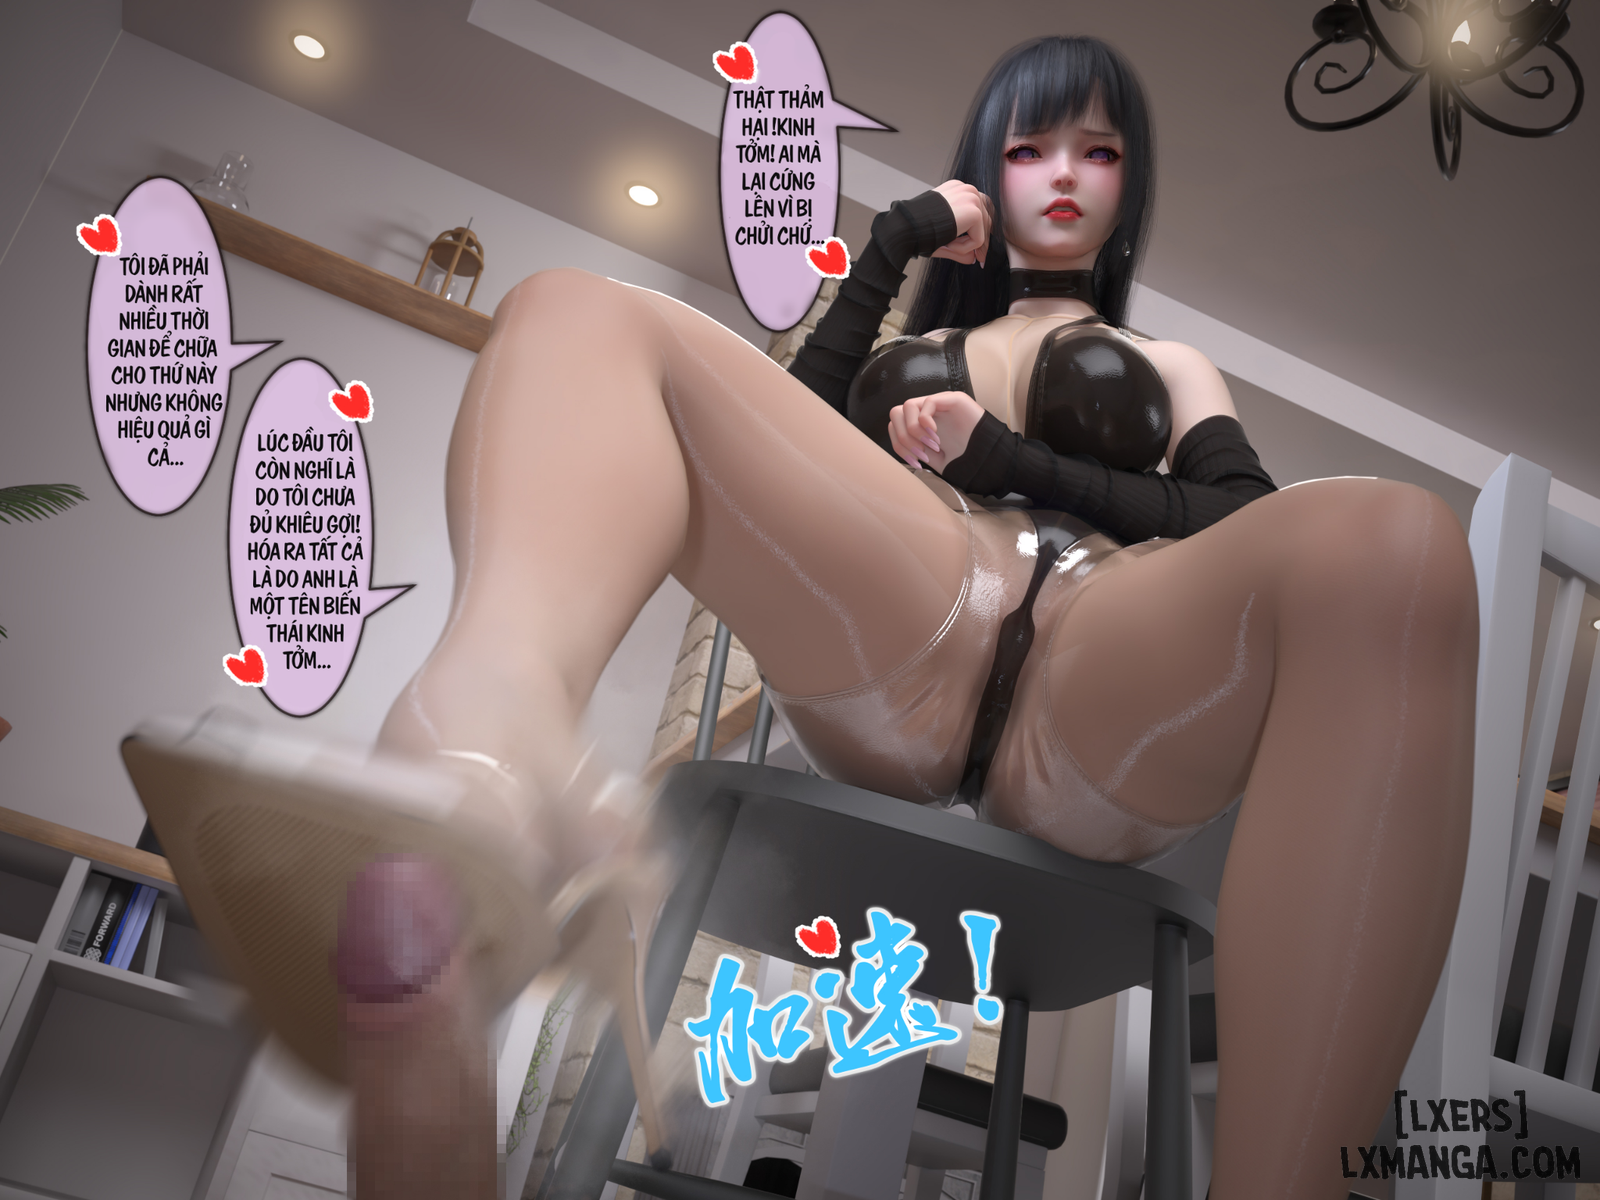 THẬT THẢM
HẠI !KINH
TỞM! AI MÀ
LẠI CỨNG
LÊN VÌ BỊ
CHỬI CHỨ...
TÔI ĐÃ PHẢI
DÀNH RẤT
NHIỀU THỜI
GIAN ĐỂ CHỮA
CHO THỨ NÀY
NHƯNG KHÔNG
HIỆU QUẢ GÌ
CẢ...
LÚC ĐẦU TÔI
CÒN NGHĨ LÀ
DO TÔI CHƯA
ĐỦ KHIÊU GỢI!
HÓA RA TẤT CẢ
LÀ DO ANH LÀ
MỘT TÊN BIẾN
THÁI KINH
TỞM...
FORWARD
加速!
[LXERS]
LXMANGA.COM